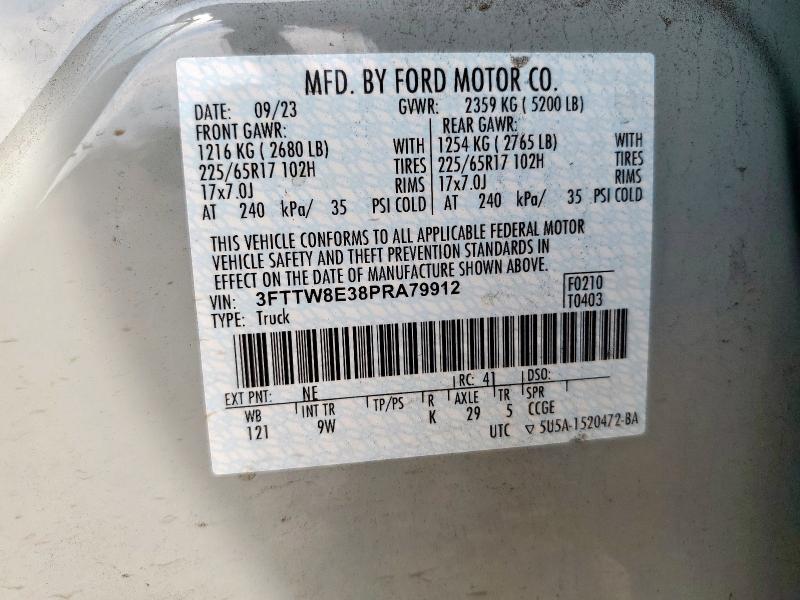 MFD. BY FORD MOTOR CO.
DATE: 09/23 GVWR: 2359 KG ( 5200 LB)
FRONT GAWR: REAR GAWR:
1216 KG ( 2680 LB) WITH 1254 KG ( 2765 LB) WITH
225/65R17 102H TIRES 225/65R17 102H TIRES
17x7.0J RIMS 17x7.0J RIMS
AT 240 kPa/ 35 PSI COLD AT 240 kPa/ 35 PSI COLD
THIS VEHICLE CONFORMS TO ALL APPLICABLE FEDERAL MOTOR
VEHICLE SAFETY AND THEFT PREVENTION STANDARDS IN
EFFECT ON THE DATE OF MANUFACTURE SHOWN ABOVE.
VIN: 3FTTW8E38PRA79912 F0210
TYPE: Truck T0403
EXT PNT: NE RC: 41 DSO:
WB INT TR TP/PS R AXLE TR SPR
121 9W K 29 5 CCGE
UTC ▽ 5U5A-1520472-BA